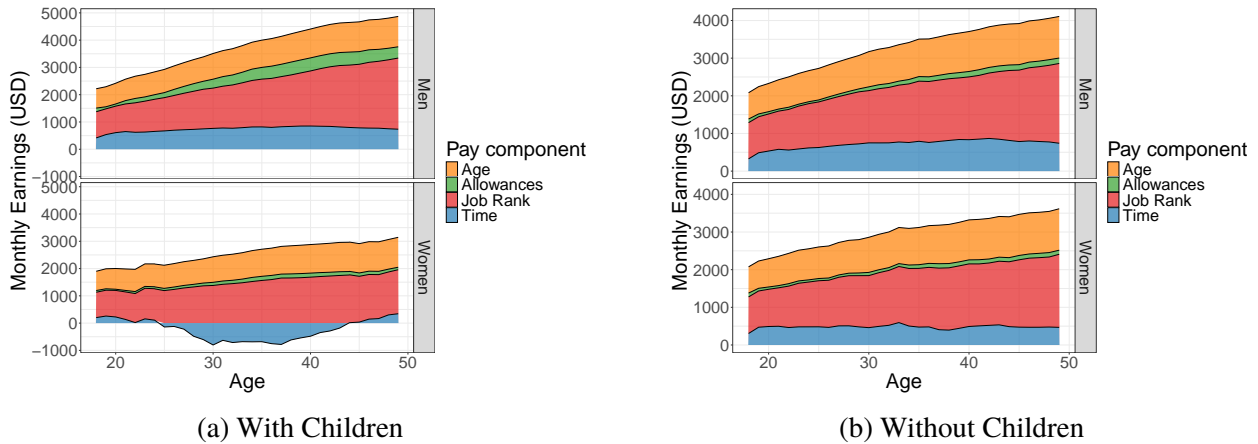 Monthly Earnings (USD)
5000
4000
3000
2000
1000
0
−1000
Men
5000
4000
3000
2000
1000
0
−1000
Women
20
30
40
50
Age
Pay component
Age
Allowances
Job Rank
Time
(a) With Children
Monthly Earnings (USD)
4000
3000
2000
1000
0
Men
4000
3000
2000
1000
0
Women
20
30
40
50
Age
Pay component
Age
Allowances
Job Rank
Time
(b) Without Children